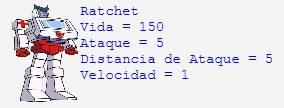 Ratchet
Vida = 150
Ataque = 5
Distancia de Ataque = 5
Velocidad = 1